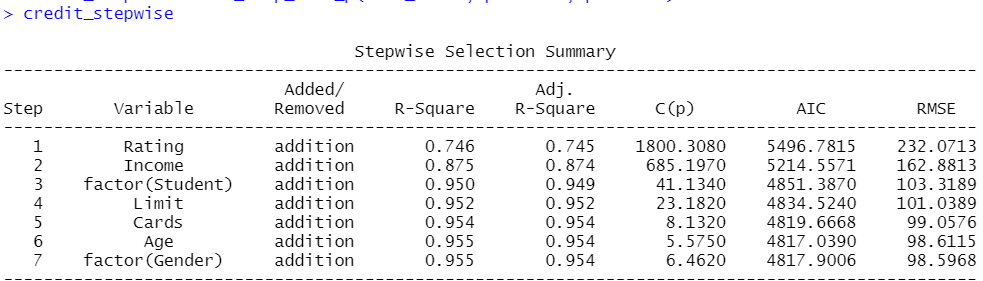 > credit_stepwise
Stepwise Selection Summary
------------------------------------------------------------------------------------------
Added/ Adj.
Step Variable Removed R-Square R-Square C(p) AIC RMSE
------------------------------------------------------------------------------------------
1 Rating addition 0.746 0.745 1800.3080 5496.7815 232.0713
2 Income addition 0.875 0.874 685.1970 5214.5571 162.8813
3 factor(Student) addition 0.950 0.949 41.1340 4851.3870 103.3189
4 Limit addition 0.952 0.952 23.1820 4834.5240 101.0389
5 Cards addition 0.954 0.954 8.1320 4819.6668 99.0576
6 Age addition 0.955 0.954 5.5750 4817.0390 98.6115
7 factor(Gender) addition 0.955 0.954 6.4620 4817.9006 98.5968
------------------------------------------------------------------------------------------